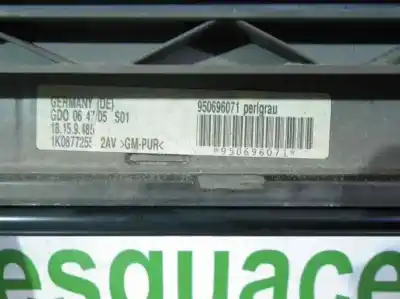 GERMANY (DE)
GDO 06 47 05 S01
18.15.9.485
1K0877255 2AV >GM-PUR<
950696071 perlgrau
*950696071*
esguace